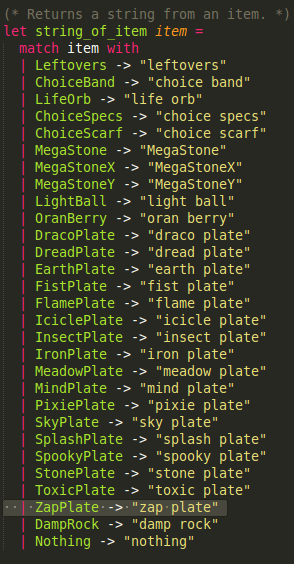 (* Returns a string from an item. *)
let string_of_item item =
  match item with
  | Leftovers -> "leftovers"
  | ChoiceBand -> "choice band"
  | LifeOrb -> "life orb"
  | ChoiceSpecs -> "choice specs"
  | ChoiceScarf -> "choice scarf"
  | MegaStone -> "MegaStone"
  | MegaStoneX -> "MegaStoneX"
  | MegaStoneY -> "MegaStoneY"
  | LightBall -> "light ball"
  | OranBerry -> "oran berry"
  | DracoPlate -> "draco plate"
  | DreadPlate -> "dread plate"
  | EarthPlate -> "earth plate"
  | FistPlate -> "fist plate"
  | FlamePlate -> "flame plate"
  | IciclePlate -> "icicle plate"
  | InsectPlate -> "insect plate"
  | IronPlate -> "iron plate"
  | MeadowPlate -> "meadow plate"
  | MindPlate -> "mind plate"
  | PixiePlate -> "pixie plate"
  | SkyPlate -> "sky plate"
  | SplashPlate -> "splash plate"
  | SpookyPlate -> "spooky plate"
  | StonePlate -> "stone plate"
  | ToxicPlate -> "toxic plate"
  | ZapPlate -> "zap plate"
  | DampRock -> "damp rock"
  | Nothing -> "nothing"